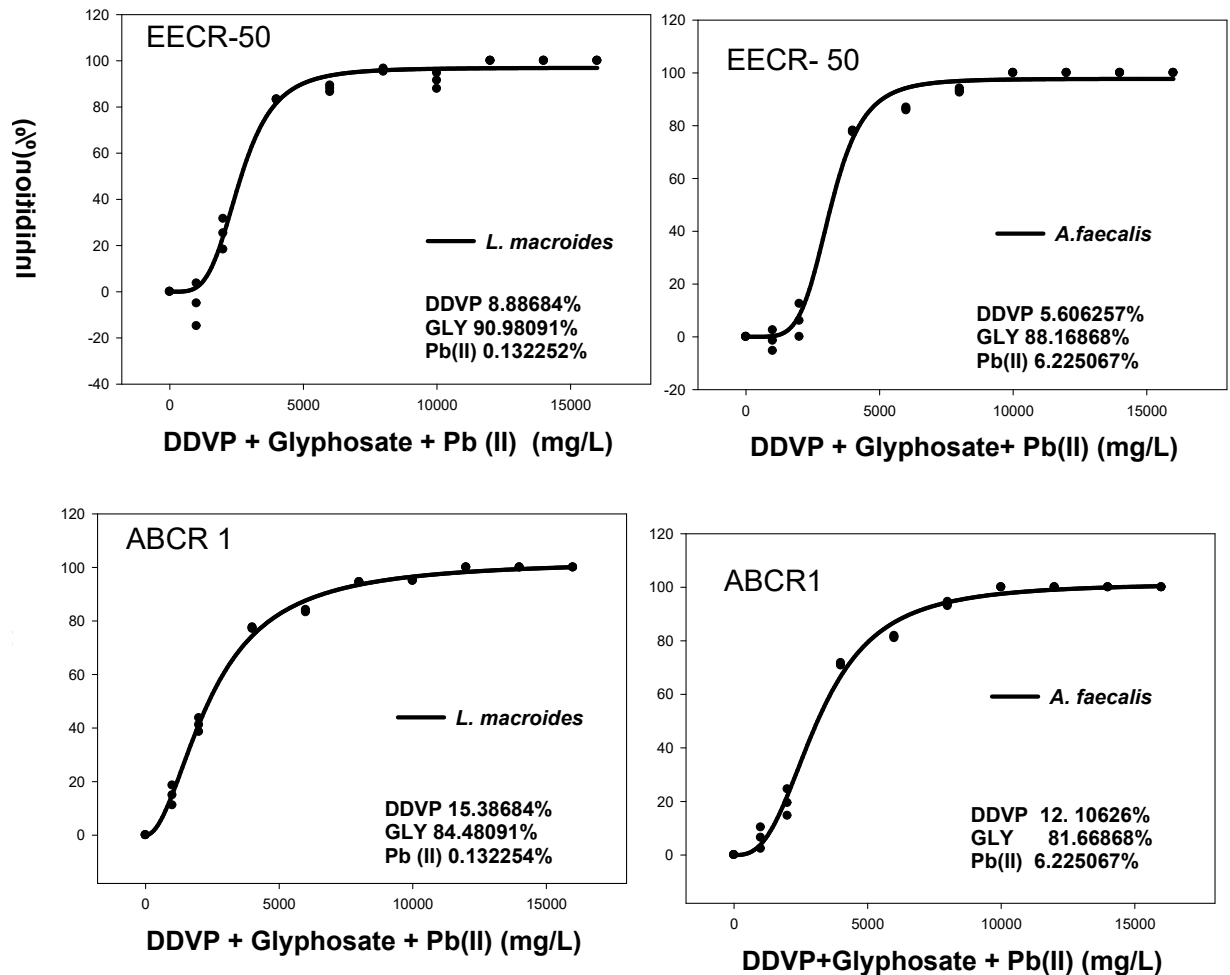 EECR-50
120
100
80
60
40
20
0
-20
-40
Inhibition(%)
L. macroides
DDVP 8.88684%
GLY 90.98091%
Pb(II) 0.132252%
0 5000 10000 15000
DDVP + Glyphosate + Pb (II) (mg/L)
EECR- 50
120
100
80
60
40
20
0
-20
A.faecalis
DDVP 5.606257%
GLY 88.16868%
Pb(II) 6.225067%
0 5000 10000 15000
DDVP + Glyphosate+ Pb(II) (mg/L)
ABCR 1
120
100
80
60
40
20
0
L. macroides
DDVP 15.38684%
GLY 84.48091%
Pb (II) 0.132254%
0 5000 10000 15000
DDVP + Glyphosate + Pb(II) (mg/L)
ABCR1
120
100
80
60
40
20
0
A. faecalis
DDVP 12. 10626%
GLY 81.66868%
Pb(II) 6.225067%
0 5000 10000 15000
DDVP+Glyphosate + Pb(II) (mg/L)